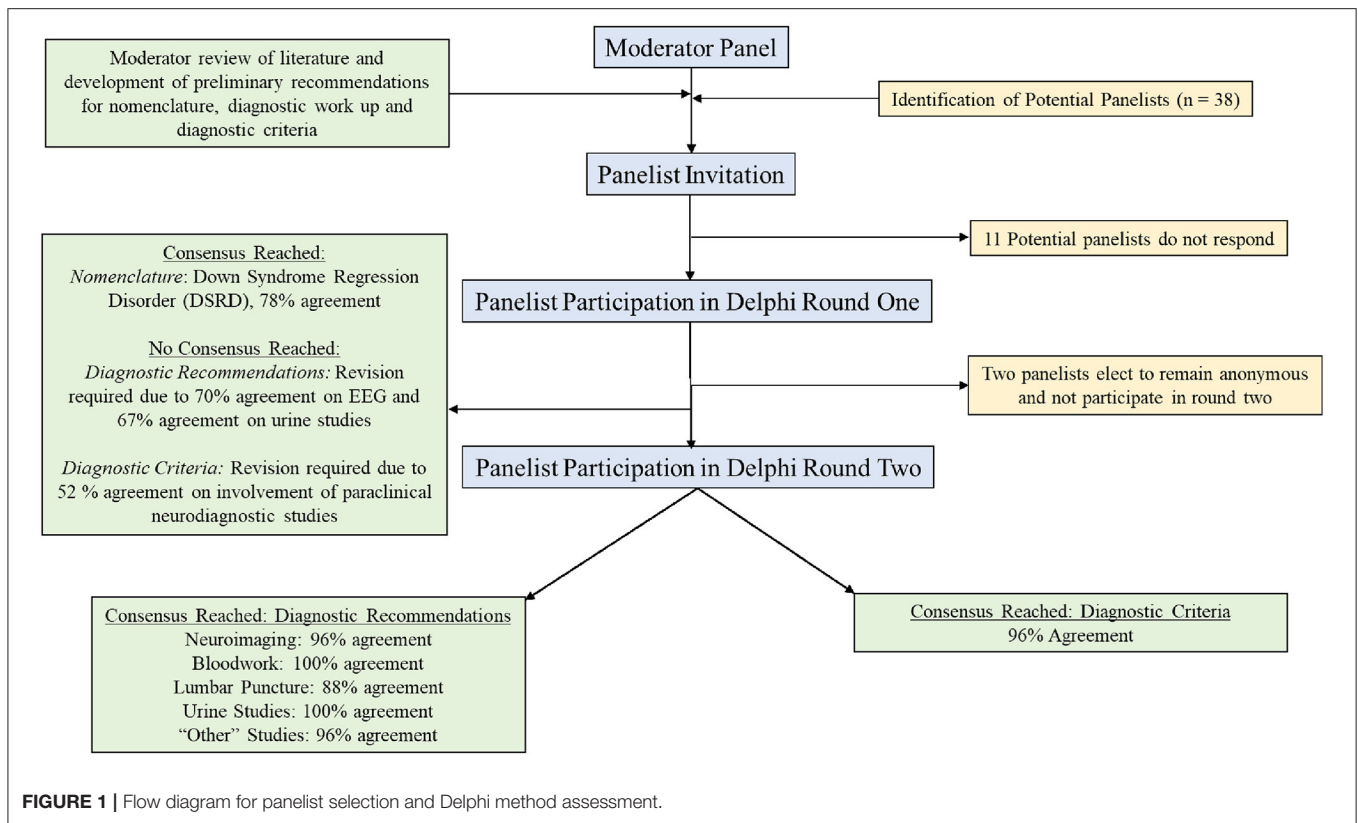 Moderator Panel
Moderator review of literature and
development of preliminary recommendations
for nomenclature, diagnostic work up and
diagnostic criteria
Identification of Potential Panelists (n = 38)
Panelist Invitation
11 Potential panelists do not respond
Panelist Participation in Delphi Round One
Consensus Reached:
Nomenclature: Down Syndrome Regression
Disorder (DSRD), 78% agreement
No Consensus Reached:
Diagnostic Recommendations: Revision
required due to 70% agreement on EEG and
67% agreement on urine studies
Diagnostic Criteria: Revision required due to
52 % agreement on involvement of paraclinical
neurodiagnostic studies
Two panelists elect to remain anonymous
and not participate in round two
Panelist Participation in Delphi Round Two
Consensus Reached: Diagnostic Recommendations
Neuroimaging: 96% agreement
Bloodwork: 100% agreement
Lumbar Puncture: 88% agreement
Urine Studies: 100% agreement
“Other” Studies: 96% agreement
Consensus Reached: Diagnostic Criteria
96% Agreement
FIGURE 1 | Flow diagram for panelist selection and Delphi method assessment.